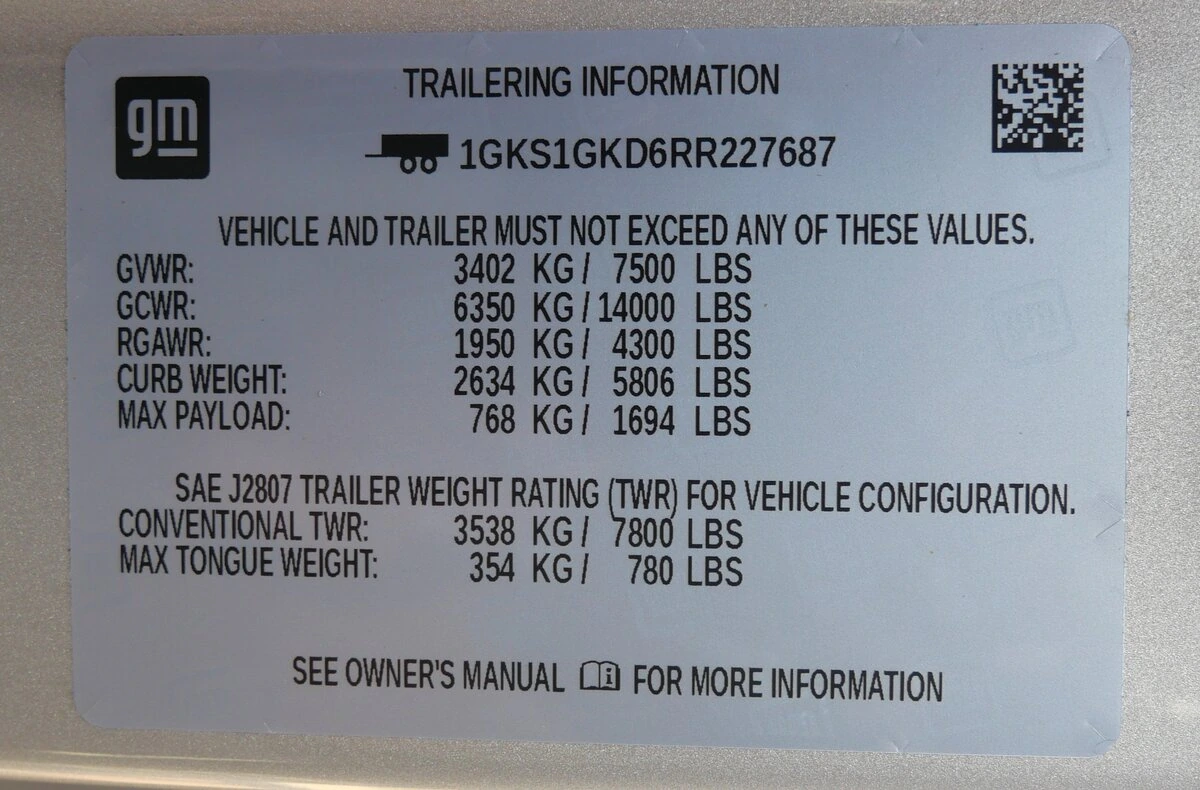 gm
TRAILERING INFORMATION
1GKS1GKD6RR227687
VEHICLE AND TRAILER MUST NOT EXCEED ANY OF THESE VALUES.
GVWR: 3402 KG / 7500 LBS
GCWR: 6350 KG / 14000 LBS
RGAWR: 1950 KG / 4300 LBS
CURB WEIGHT: 2634 KG / 5806 LBS
MAX PAYLOAD: 768 KG / 1694 LBS
SAE J2807 TRAILER WEIGHT RATING (TWR) FOR VEHICLE CONFIGURATION.
CONVENTIONAL TWR: 3538 KG / 7800 LBS
MAX TONGUE WEIGHT: 354 KG / 780 LBS
SEE OWNER'S MANUAL i FOR MORE INFORMATION